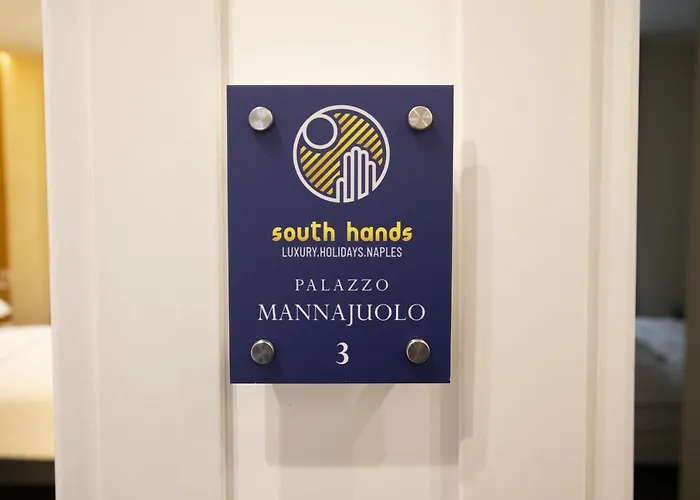 south hands
LUXURY.HOLIDAYS.NAPLES
PALAZZO
MANNAJUOLO
3